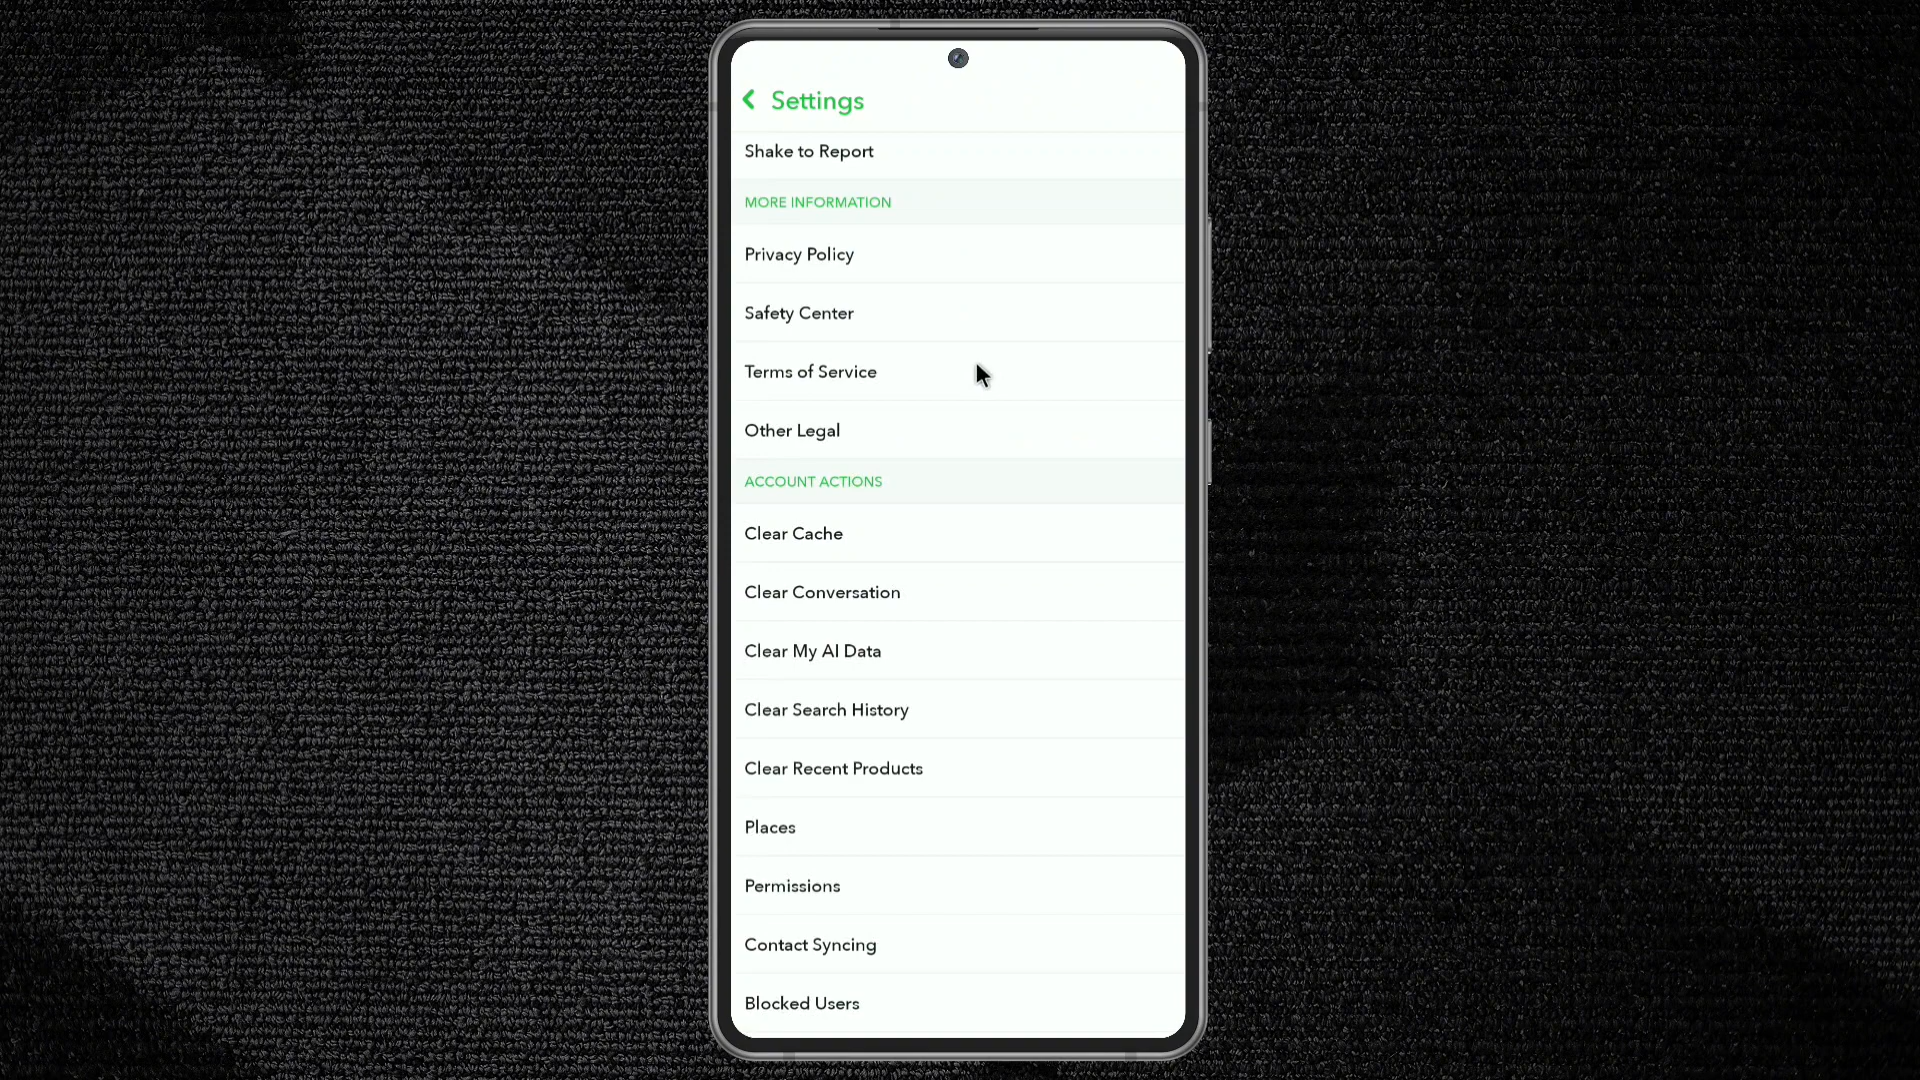 Settings
Shake to Report
MORE INFORMATION
Privacy Policy
Safety Center
Terms of Service
Other Legal
ACCOUNT ACTIONS
Clear Cache
Clear Conversation
Clear My AI Data
Clear Search History
Clear Recent Products
Places
Permissions
Contact Syncing
Blocked Users